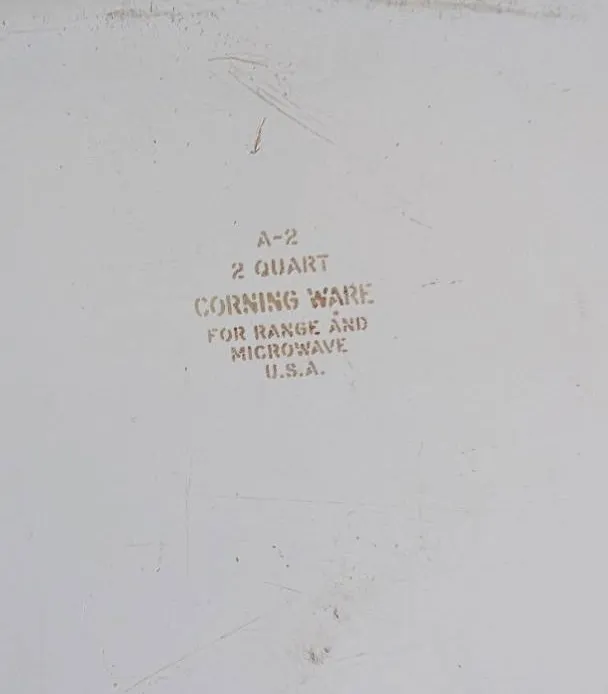 A-2
2 QUART
CORNING WARE
FOR RANGE AND
MICROWAVE
U.S.A.